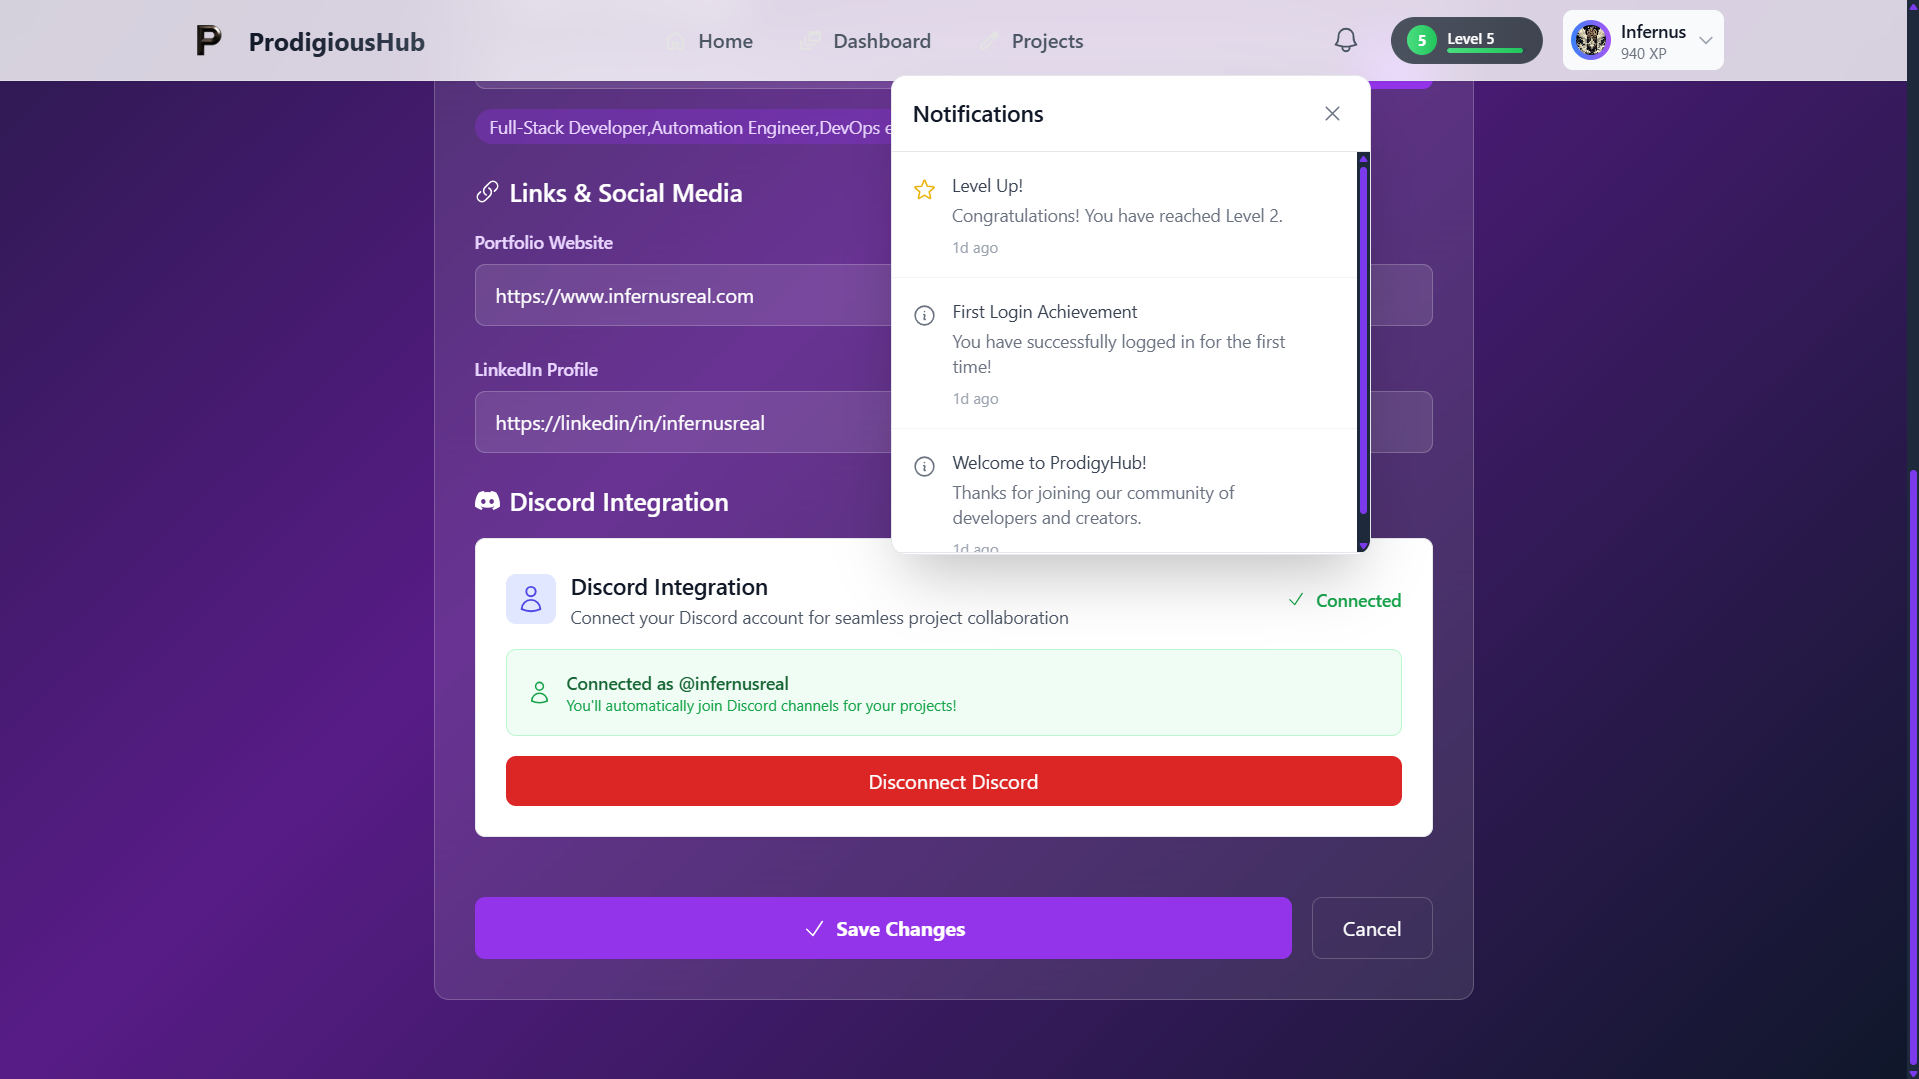 ProdigiousHub
Home
Dashboard
Projects
5
Level 5
Infernus
940 XP
Notifications
Level Up!
Congratulations! You have reached Level 2.
1d ago
First Login Achievement
You have successfully logged in for the first
time!
1d ago
Welcome to ProdigyHub!
Thanks for joining our community of
developers and creators.
1d ago
Full-Stack Developer,Automation Engineer,DevOps e
Links & Social Media
Portfolio Website
https://www.infernusreal.com
LinkedIn Profile
https://linkedin/in/infernusreal
Discord Integration
Discord Integration
Connect your Discord account for seamless project collaboration
Connected
Connected as @infernusreal
You'll automatically join Discord channels for your projects!
Disconnect Discord
Save Changes
Cancel